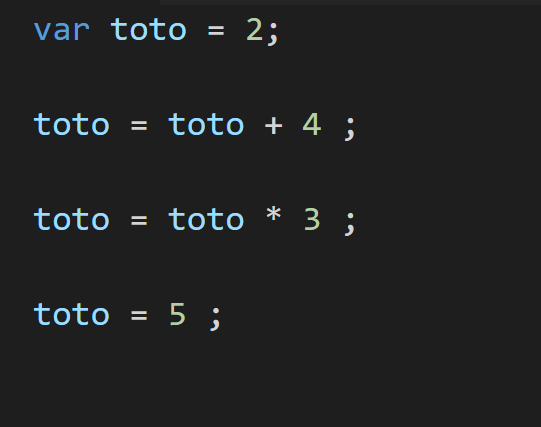 var toto = 2;
toto = toto + 4 ;
toto = toto * 3 ;
toto = 5 ;